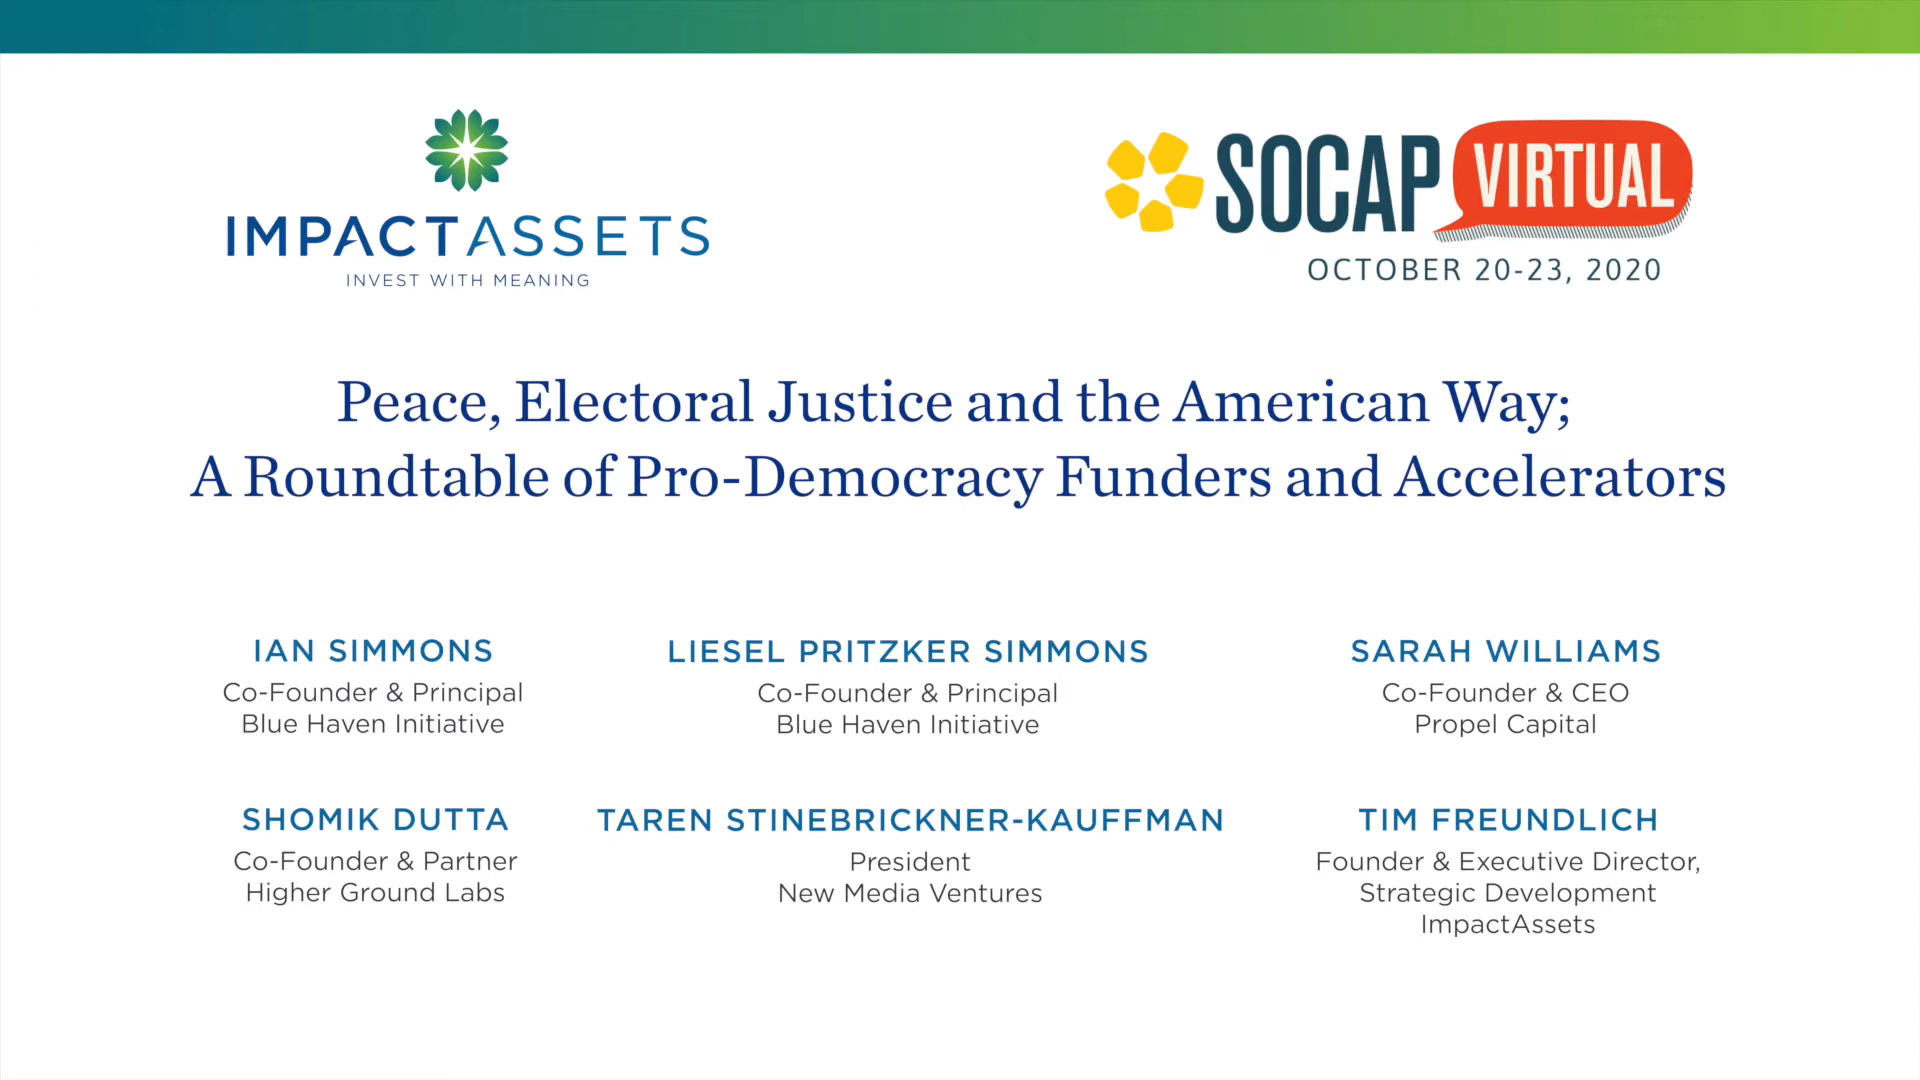 IMPACTASSETS
INVEST WITH MEANING
SOCAP VIRTUAL
OCTOBER 20-23, 2020
Peace, Electoral Justice and the American Way;
A Roundtable of Pro-Democracy Funders and Accelerators
IAN SIMMONS
Co-Founder & Principal
Blue Haven Initiative
LIESEL PRITZKER SIMMONS
Co-Founder & Principal
Blue Haven Initiative
SARAH WILLIAMS
Co-Founder & CEO
Propel Capital
SHOMIK DUTTA
Co-Founder & Partner
Higher Ground Labs
TAREN STINEBRICKNER-KAUFFMAN
President
New Media Ventures
TIM FREUNDLICH
Founder & Executive Director,
Strategic Development
ImpactAssets